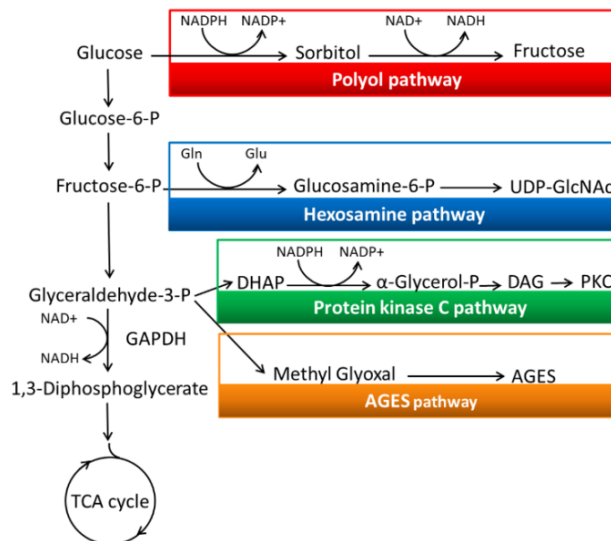 NADPH NADP+ NAD+ NADH
Glucose Sorbitol Fructose
Polyol pathway
Glucose-6-P
Gln Glu
Fructose-6-P Glucosamine-6-P UDP-GlcNAc
Hexosamine pathway
NADPH NADP+
DHAP α-Glycerol-P DAG PKC
Glyceraldehyde-3-P
Protein kinase C pathway
NAD+
GAPDH
NADH
Methyl Glyoxal AGES
1,3-Diphosphoglycerate
AGES pathway
TCA cycle